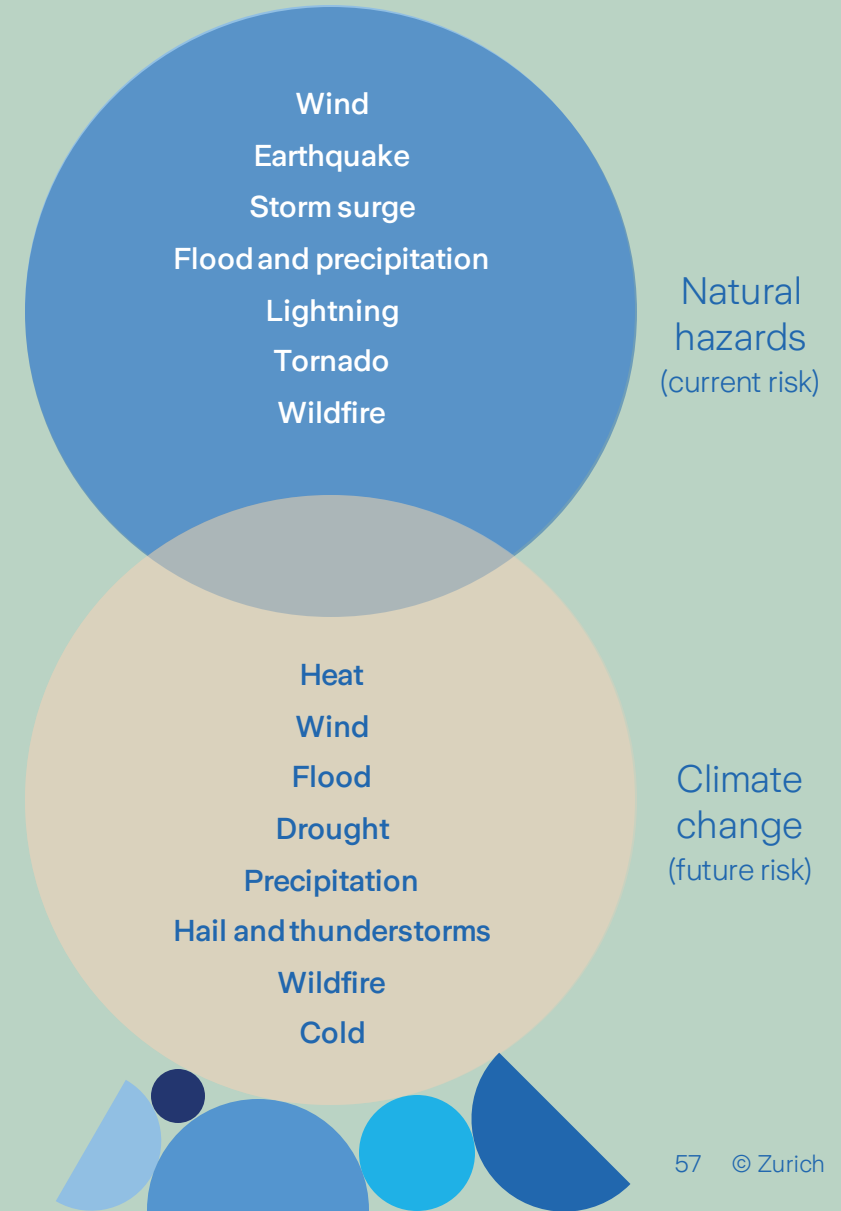 Wind
Earthquake
Storm surge
Flood and precipitation
Lightning
Tornado
Wildfire
Natural
hazards
(current risk)
Heat
Wind
Flood
Drought
Precipitation
Hail and thunderstorms
Wildfire
Cold
Climate
change
(future risk)
57 © Zurich